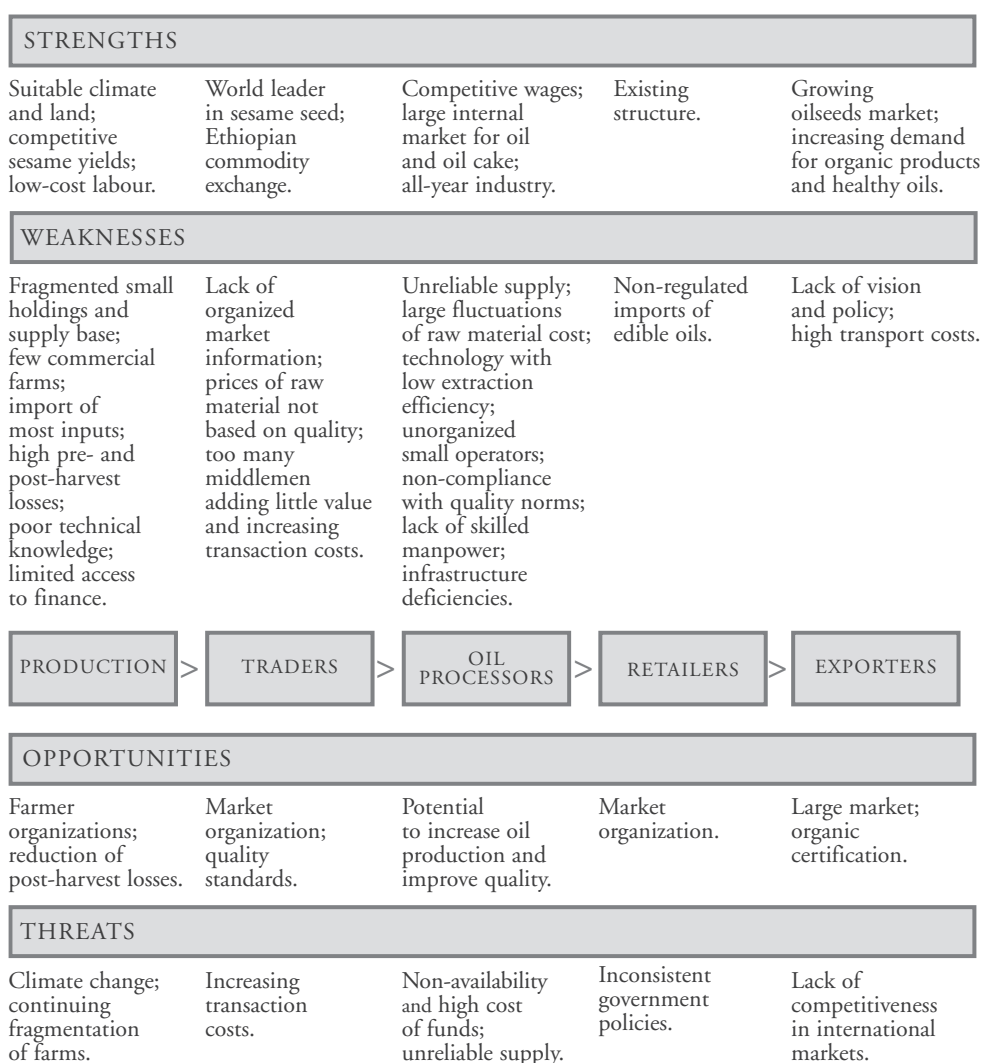 STRENGTHS
Suitable climate
and land;
competitive
sesame yields;
low-cost labour.
World leader
in sesame seed;
Ethiopian
commodity
exchange.
Competitive wages;
large internal
market for oil
and oil cake;
all-year industry.
Existing
structure.
Growing
oilseeds market;
increasing demand
for organic products
and healthy oils.
WEAKNESSES
Fragmented small
holdings and
supply base;
few commercial
farms;
import of
most inputs;
high pre- and
post-harvest
losses;
poor technical
knowledge;
limited access
to finance.
Lack of
organized
market
information;
prices of raw
material not
based on quality;
too many
middlemen
adding little value
and increasing
transaction costs.
Unreliable supply;
large fluctuations
of raw material cost;
technology with
low extraction
efficiency;
unorganized
small operators;
non-compliance
with quality norms;
lack of skilled
manpower;
infrastructure
deficiencies.
Non-regulated
imports of
edible oils.
Lack of vision
and policy;
high transport costs.
PRODUCTION > TRADERS > OIL PROCESSORS > RETAILERS > EXPORTERS
OPPORTUNITIES
Farmer
organizations;
reduction of
post-harvest losses.
Market
organization;
quality
standards.
Potential
to increase oil
production and
improve quality.
Market
organization.
Large market;
organic
certification.
THREATS
Climate change;
continuing
fragmentation
of farms.
Increasing
transaction
costs.
Non-availability
and high cost
of funds;
unreliable supply.
Inconsistent
government
policies.
Lack of
competitiveness
in international
markets.